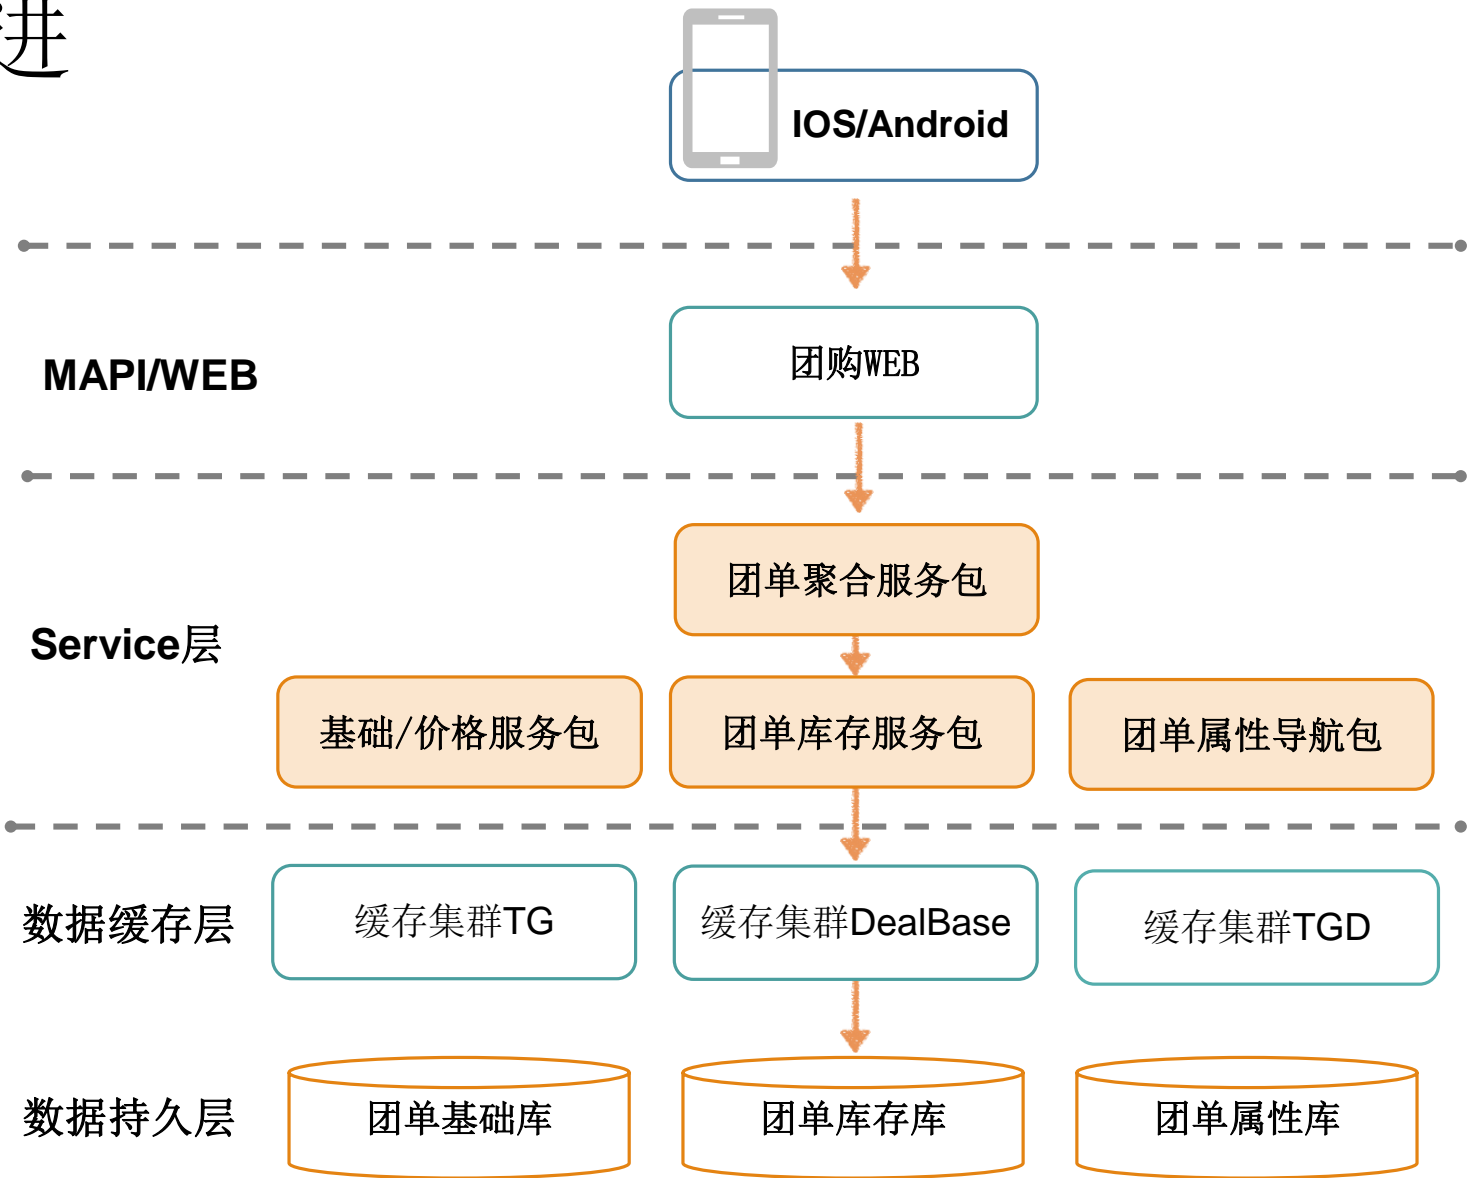 进
IOS/Android
MAPI/WEB
团购WEB
团单聚合服务包
Service层
基础/价格服务包
团单库存服务包
团单属性导航包
数据缓存层
缓存集群TG
缓存集群DealBase
缓存集群TGD
数据持久层
团单基础库
团单库存库
团单属性库